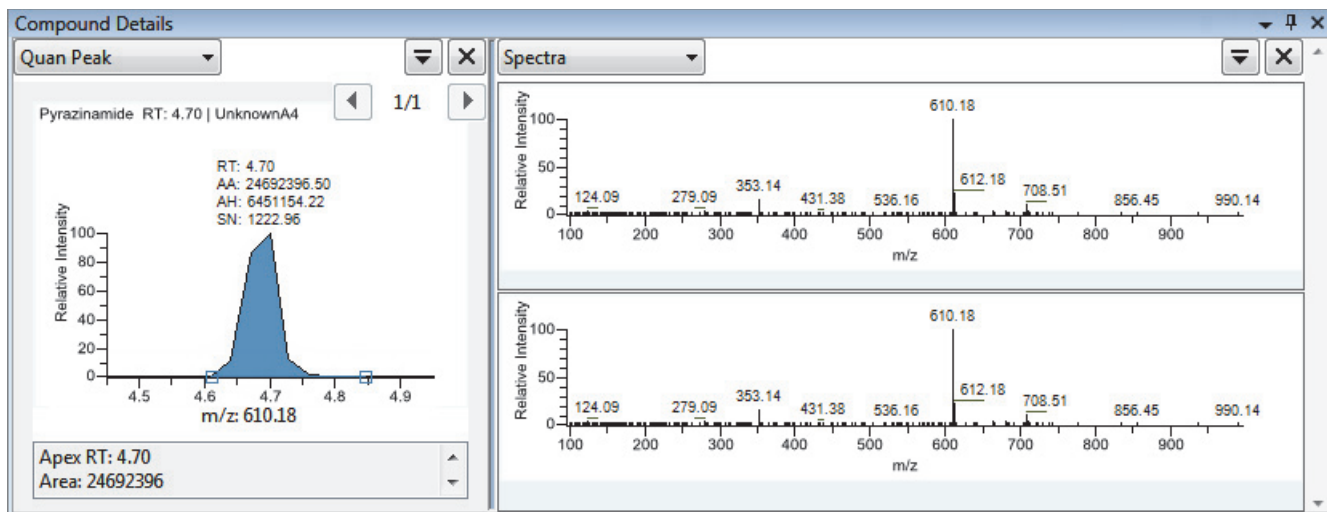 Compound Details
Quan Peak
1/1
Pyrazinamide RT: 4.70 | UnknownA4
RT: 4.70
AA: 24692396.50
AH: 6451154.22
SN: 1222.96
Relative Intensity
100
80
60
40
20
0
4.5 4.6 4.7 4.8 4.9
m/z: 610.18
Apex RT: 4.70
Area: 24692396
Spectra
610.18
Relative Intensity
100
50
0
124.09 279.09 353.14 431.38 536.16 612.18 708.51 856.45 990.14
100 200 300 400 500 600 700 800 900
m/z
610.18
Relative Intensity
100
50
0
124.09 279.09 353.14 431.38 536.16 612.18 708.51 856.45 990.14
100 200 300 400 500 600 700 800 900
m/z